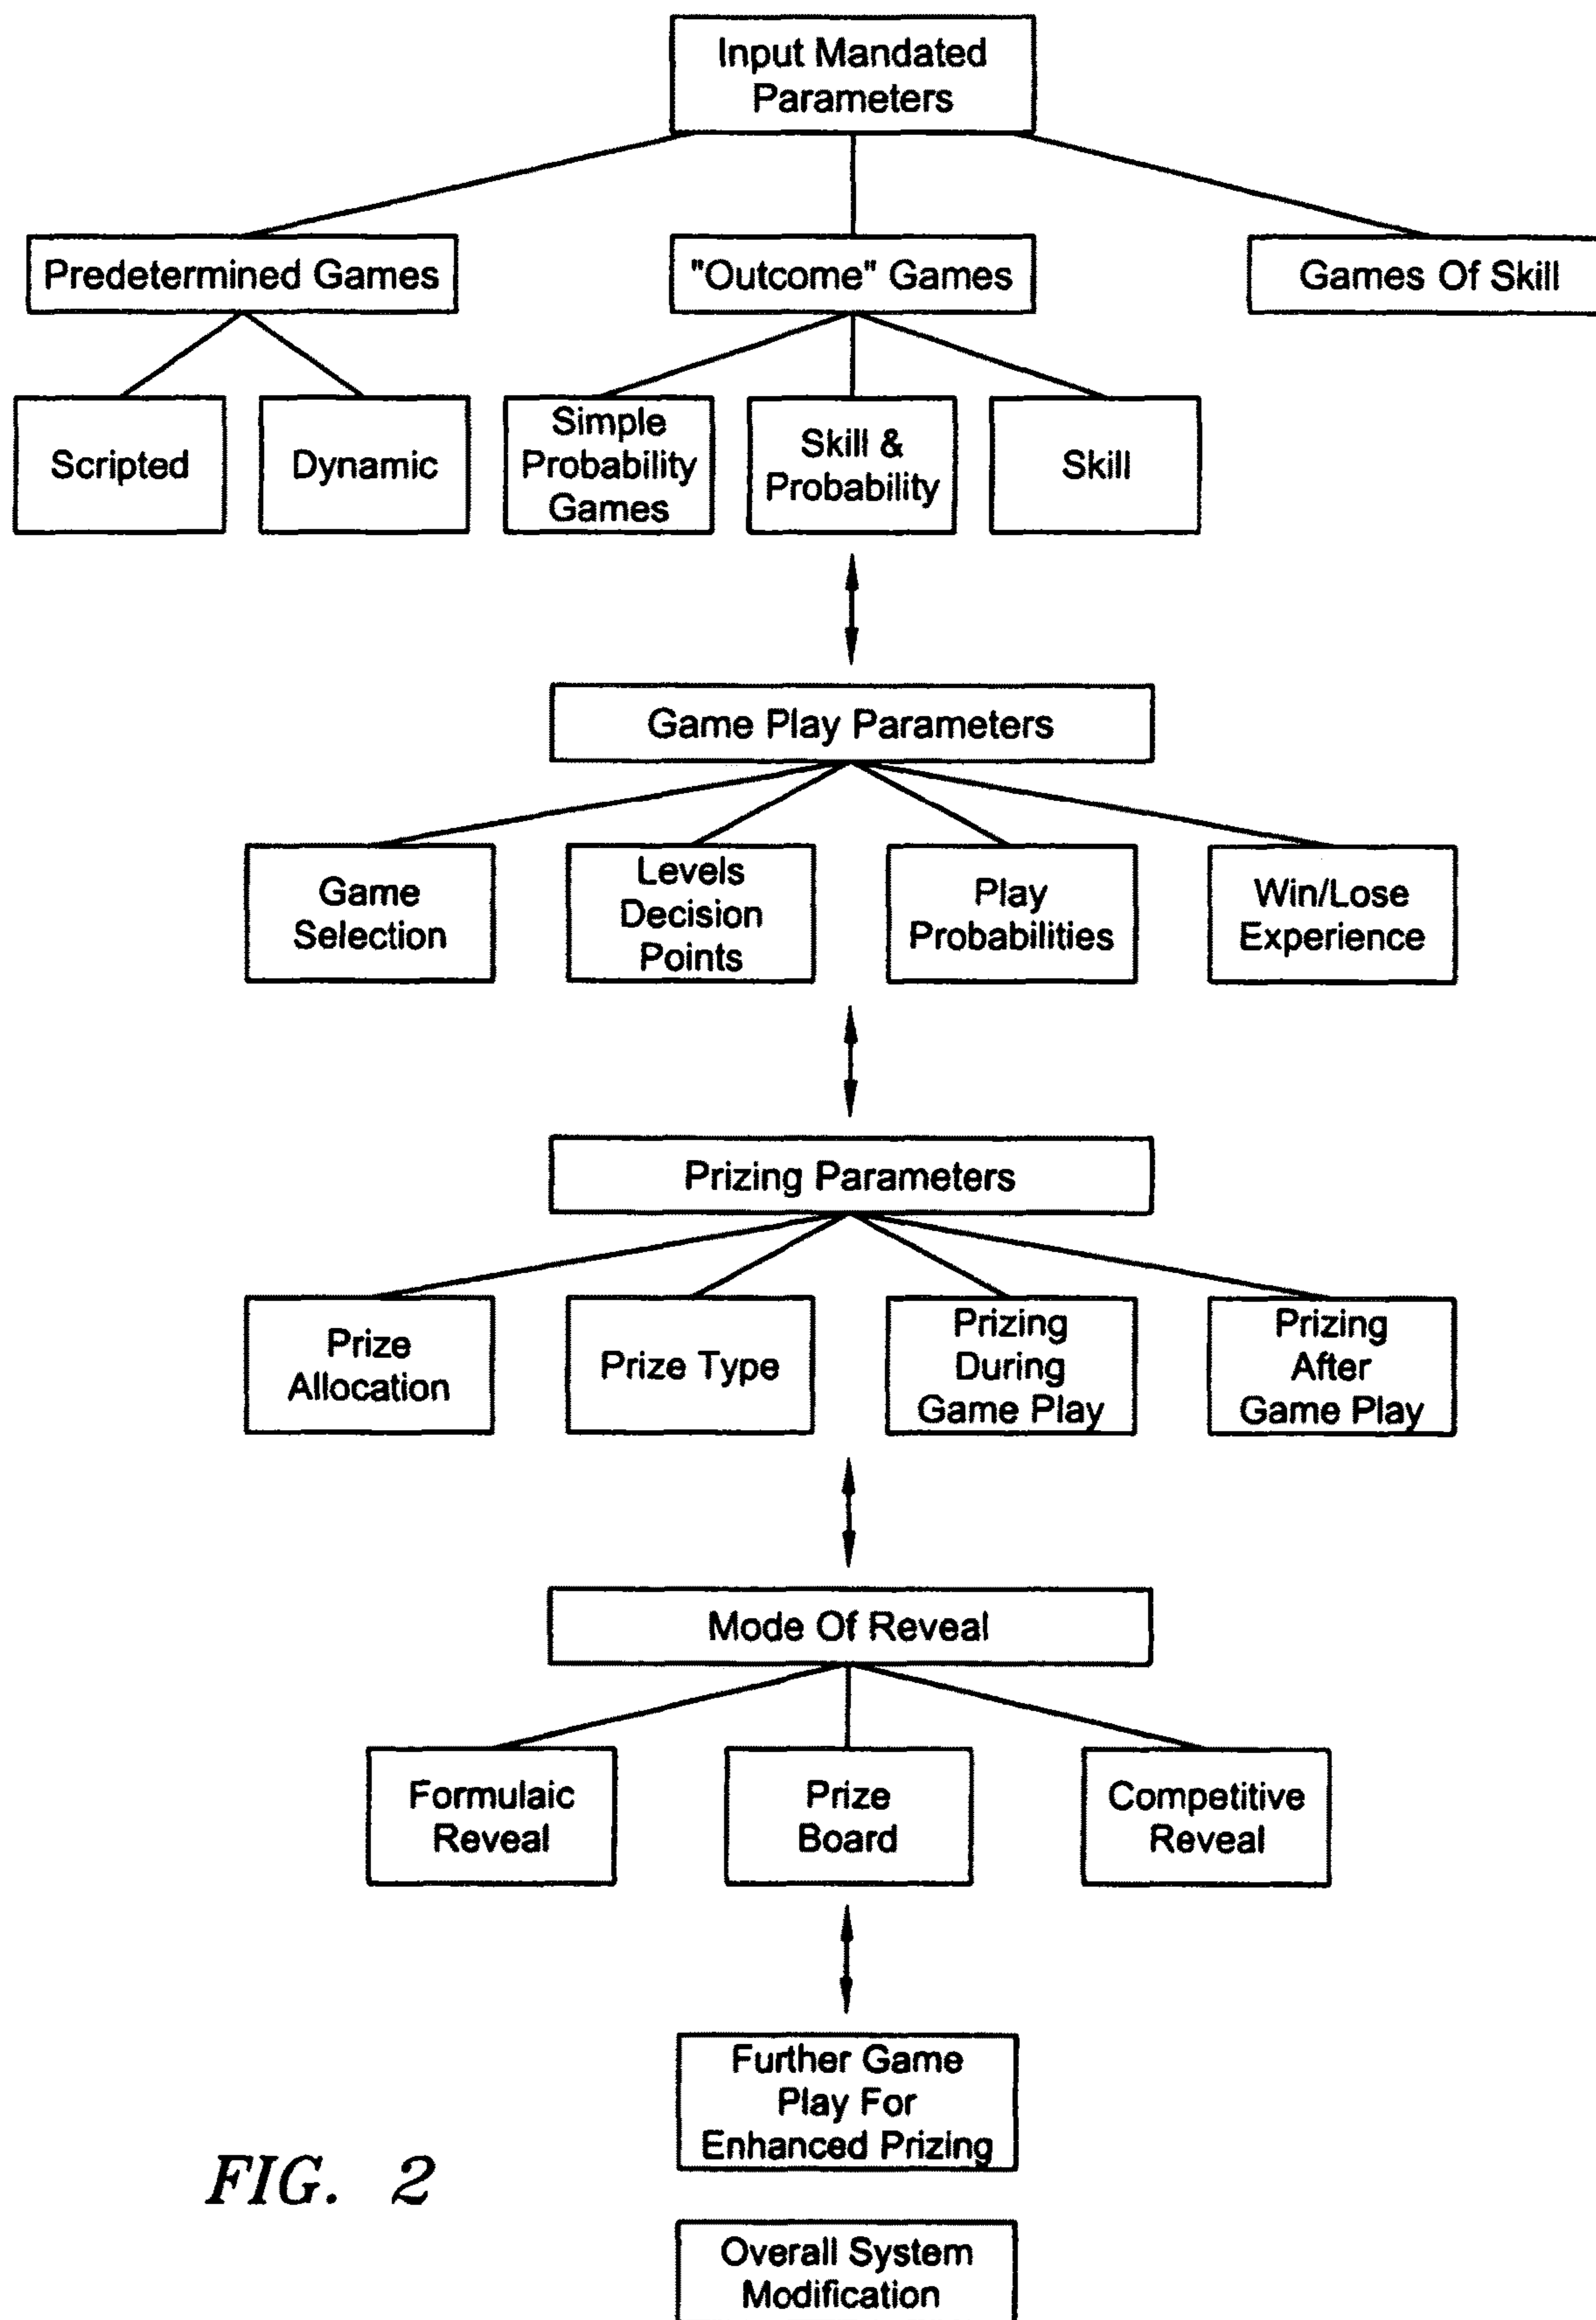 Input Mandated
Parameters
Predetermined Games
"Outcome" Games
Games Of Skill
Scripted
Dynamic
Simple
Probability
Games
Skill &
Probability
Skill
Game Play Parameters
Game
Selection
Levels
Decision
Points
Play
Probabilities
Win/Lose
Experience
Prizing Parameters
Prize
Allocation
Prize Type
Prizing
During
Game Play
Prizing
After
Game Play
Mode Of Reveal
Formulaic
Reveal
Prize
Board
Competitive
Reveal
Further Game
Play For
Enhanced Prizing
FIG. 2
Overall System
Modification